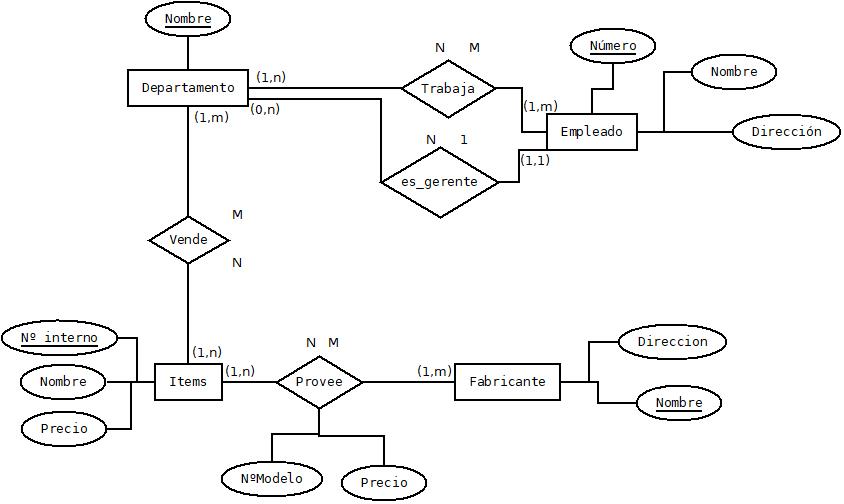 Nombre
N M
Número
Nombre
(1,n)
Departamento
Trabaja
(1,m)
(0,n)
(1,m)
Empleado
Dirección
N 1
(1,1)
es_gerente
M
Vende
N
Nº interno
N M
Direccion
(1,n)
(1,n)
(1,m)
Nombre
Items
Provee
Fabricante
Nombre
Precio
NºModelo
Precio